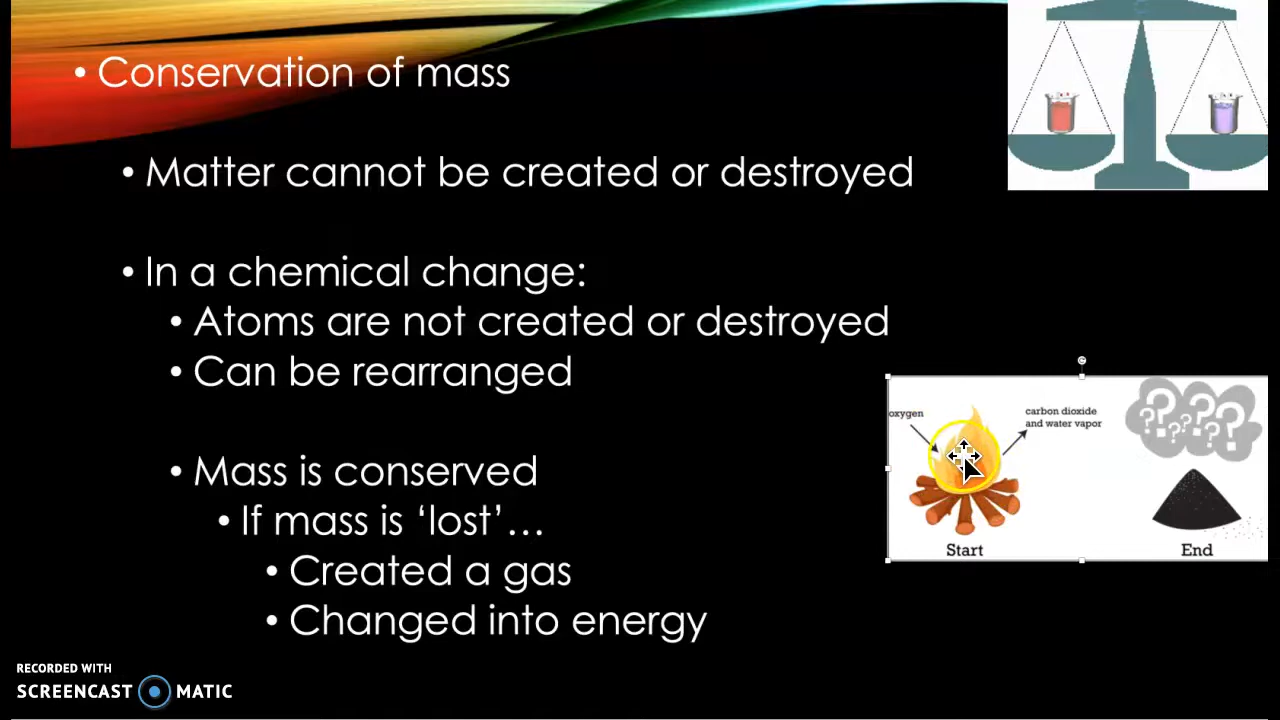 • Conservation of mass
• Matter cannot be created or destroyed
• In a chemical change:
• Atoms are not created or destroyed
• Can be rearranged
oxygen
carbon dioxide
and water vapor
? ? ? ? ?
• Mass is conserved
• If mass is ‘lost’…
Start
End
• Created a gas
• Changed into energy
RECORDED WITH
SCREENCAST MATIC